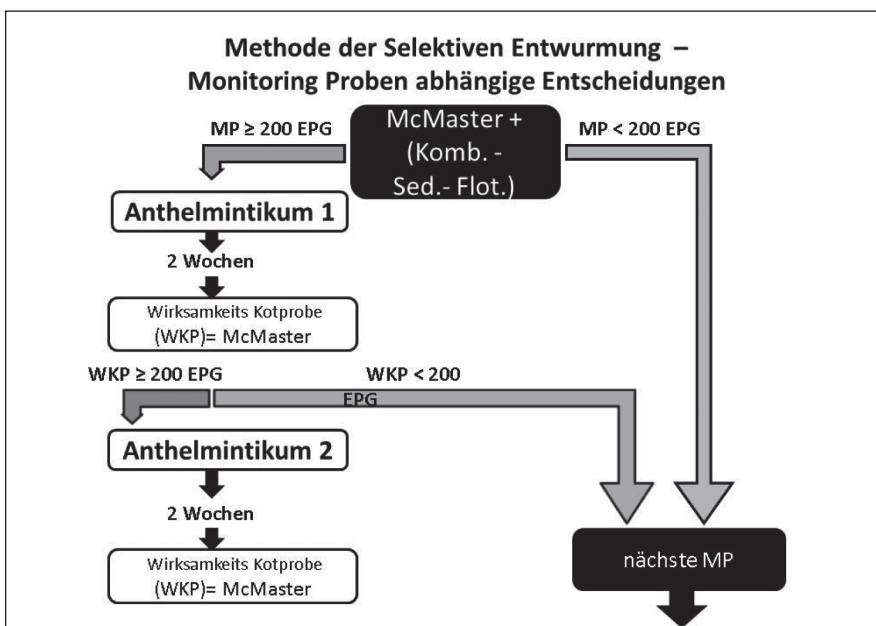 Methode der Selektiven Entwurmung –
Monitoring Proben abhängige Entscheidungen
MP ≥ 200 EPG
McMaster +
(Komb. -
Sed.- Flot.)
MP < 200 EPG
Anthelmintikum 1
2 Wochen
Wirksamkeits Kotprobe
(WKP)= McMaster
WKP ≥ 200 EPG
WKP < 200
EPG
Anthelmintikum 2
2 Wochen
Wirksamkeits Kotprobe
(WKP)= McMaster
nächste MP